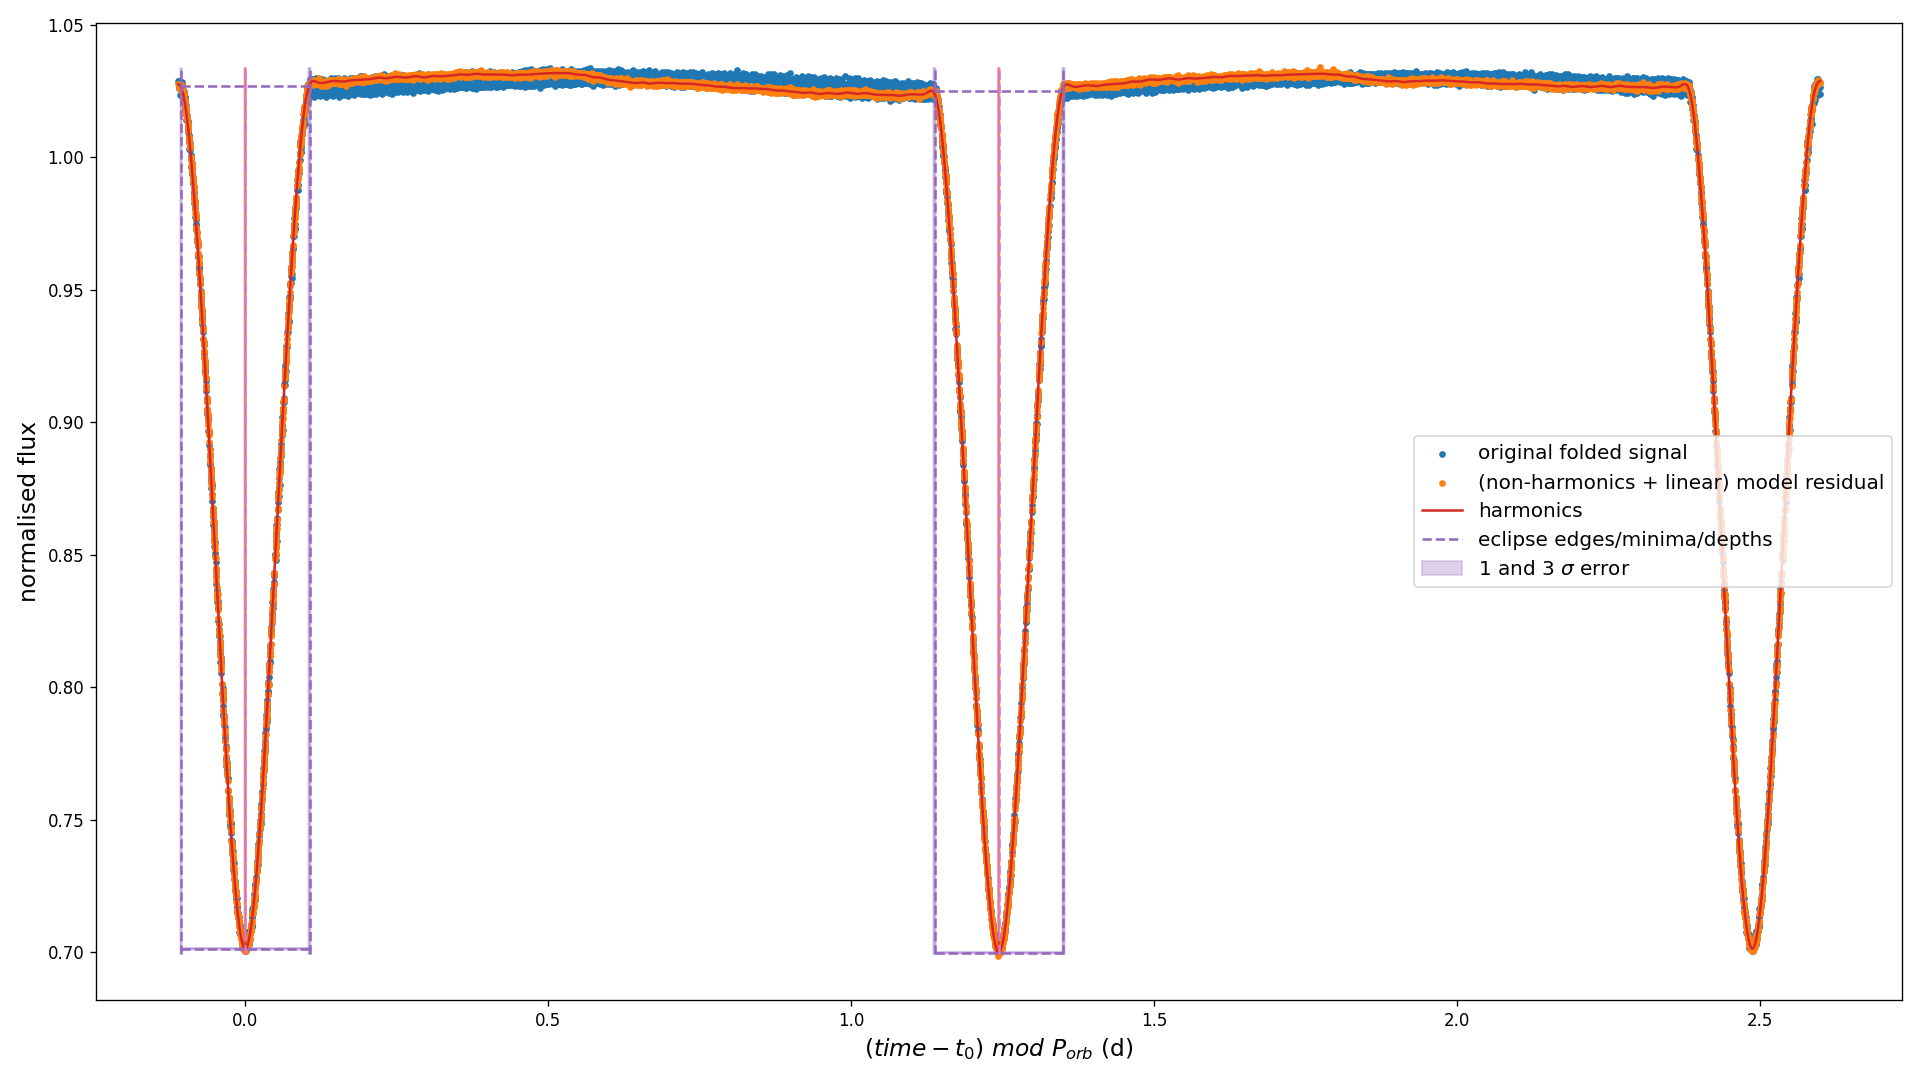 1.05
1.00
0.95
0.90
0.85
0.80
0.75
0.70
normalised flux
original folded signal
(non-harmonics + linear) model residual
harmonics
eclipse edges/minima/depths
1 and 3 σ error
0.0 0.5 1.0 1.5 2.0 2.5
(time − t₀) mod P_orb (d)